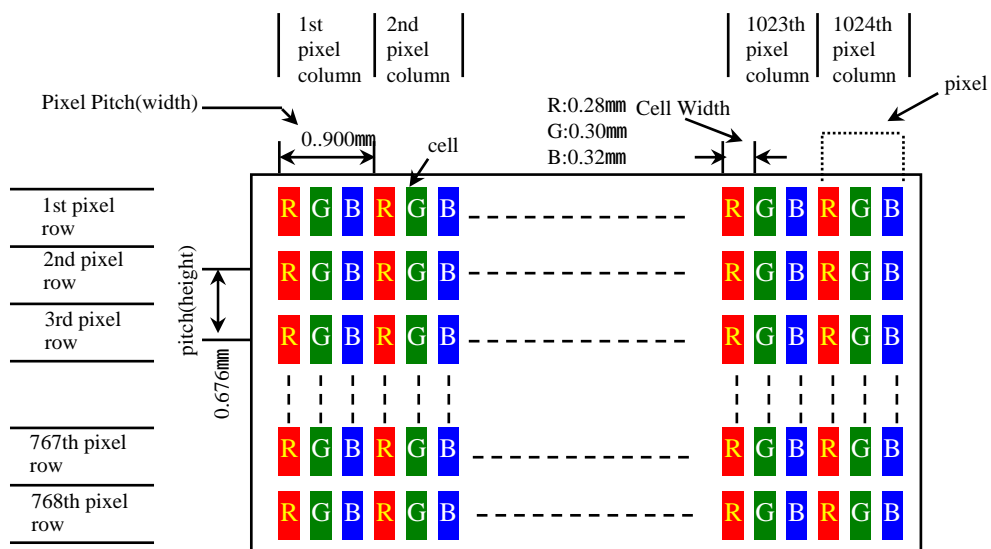 1st
pixel
column
2nd
pixel
column
1023th
pixel
column
1024th
pixel
column
pixel
Pixel Pitch(width)
R:0.28㎜
G:0.30㎜
B:0.32㎜
Cell Width
0..900㎜
cell
1st pixel
row
R G B R G B R G B R G B
2nd pixel
row
R G B R G B R G B R G B
3rd pixel
row
R G B R G B R G B R G B
pitch(height)
0.676㎜
767th pixel
row
R G B R G B R G B R G B
768th pixel
row
R G B R G B R G B R G B